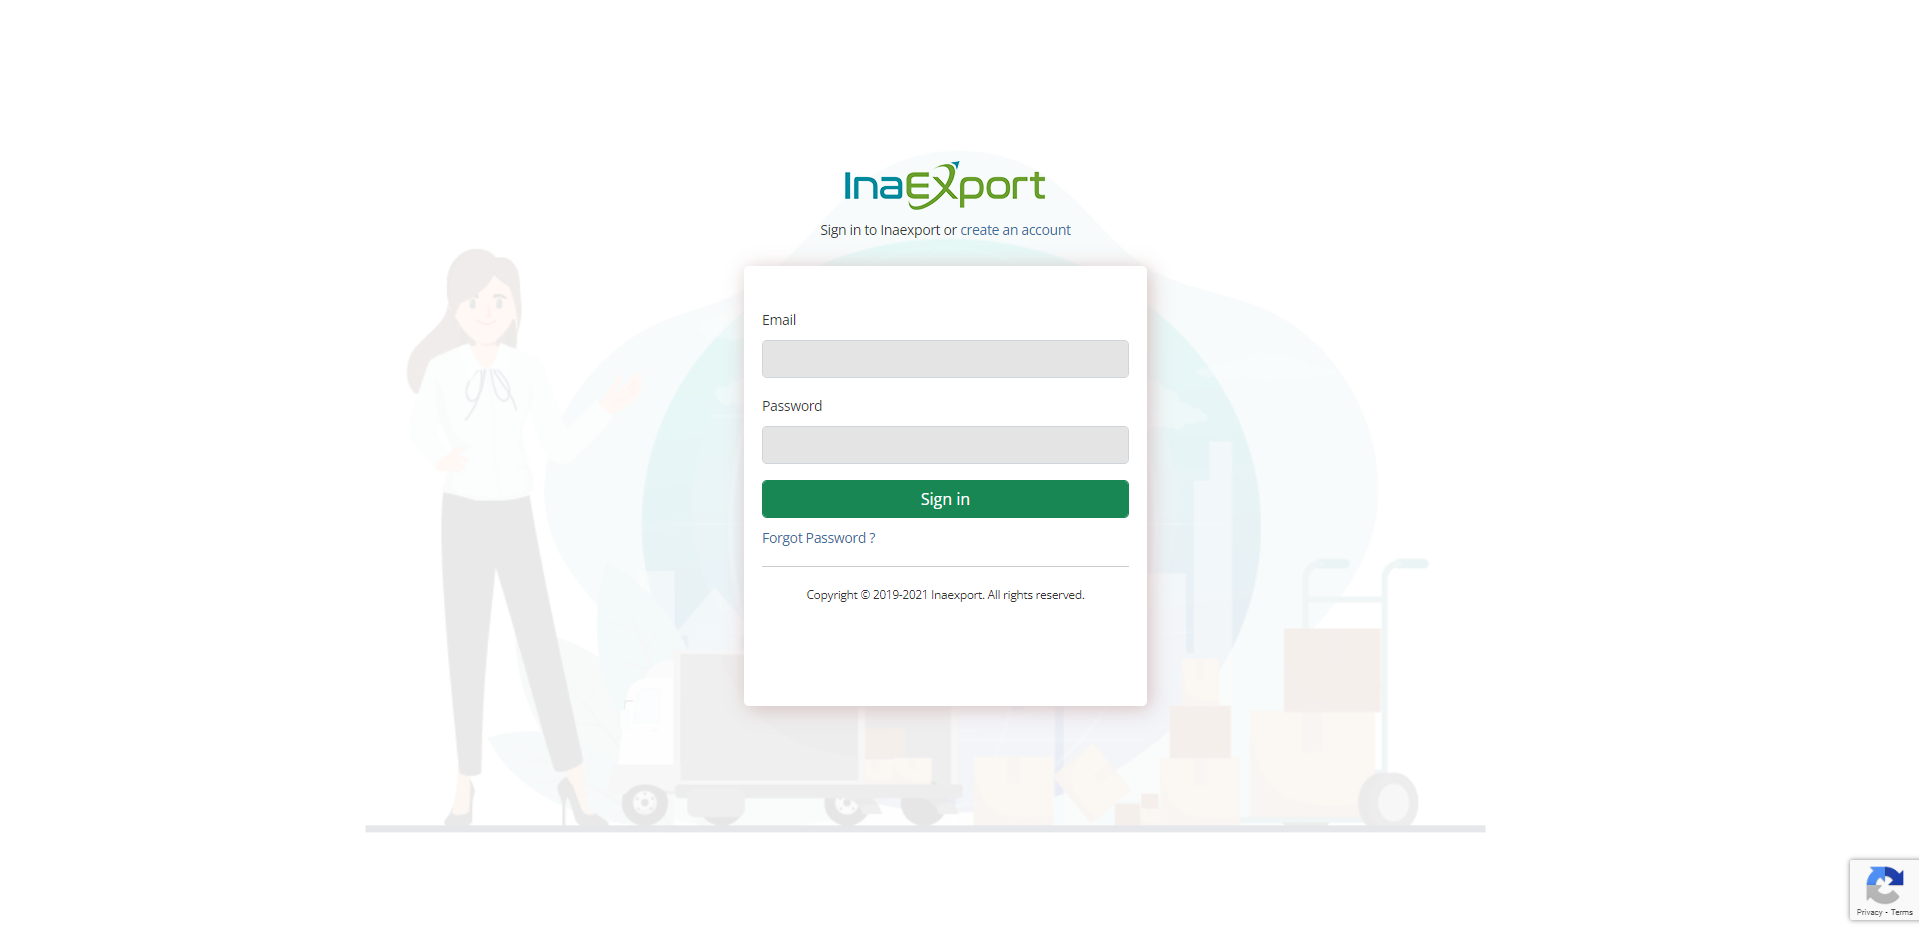 InaExport
Sign in to Inaexport or create an account
Email
Password
Sign in
Forgot Password ?
Copyright © 2019-2021 Inaexport. All rights reserved.
Privacy - Terms